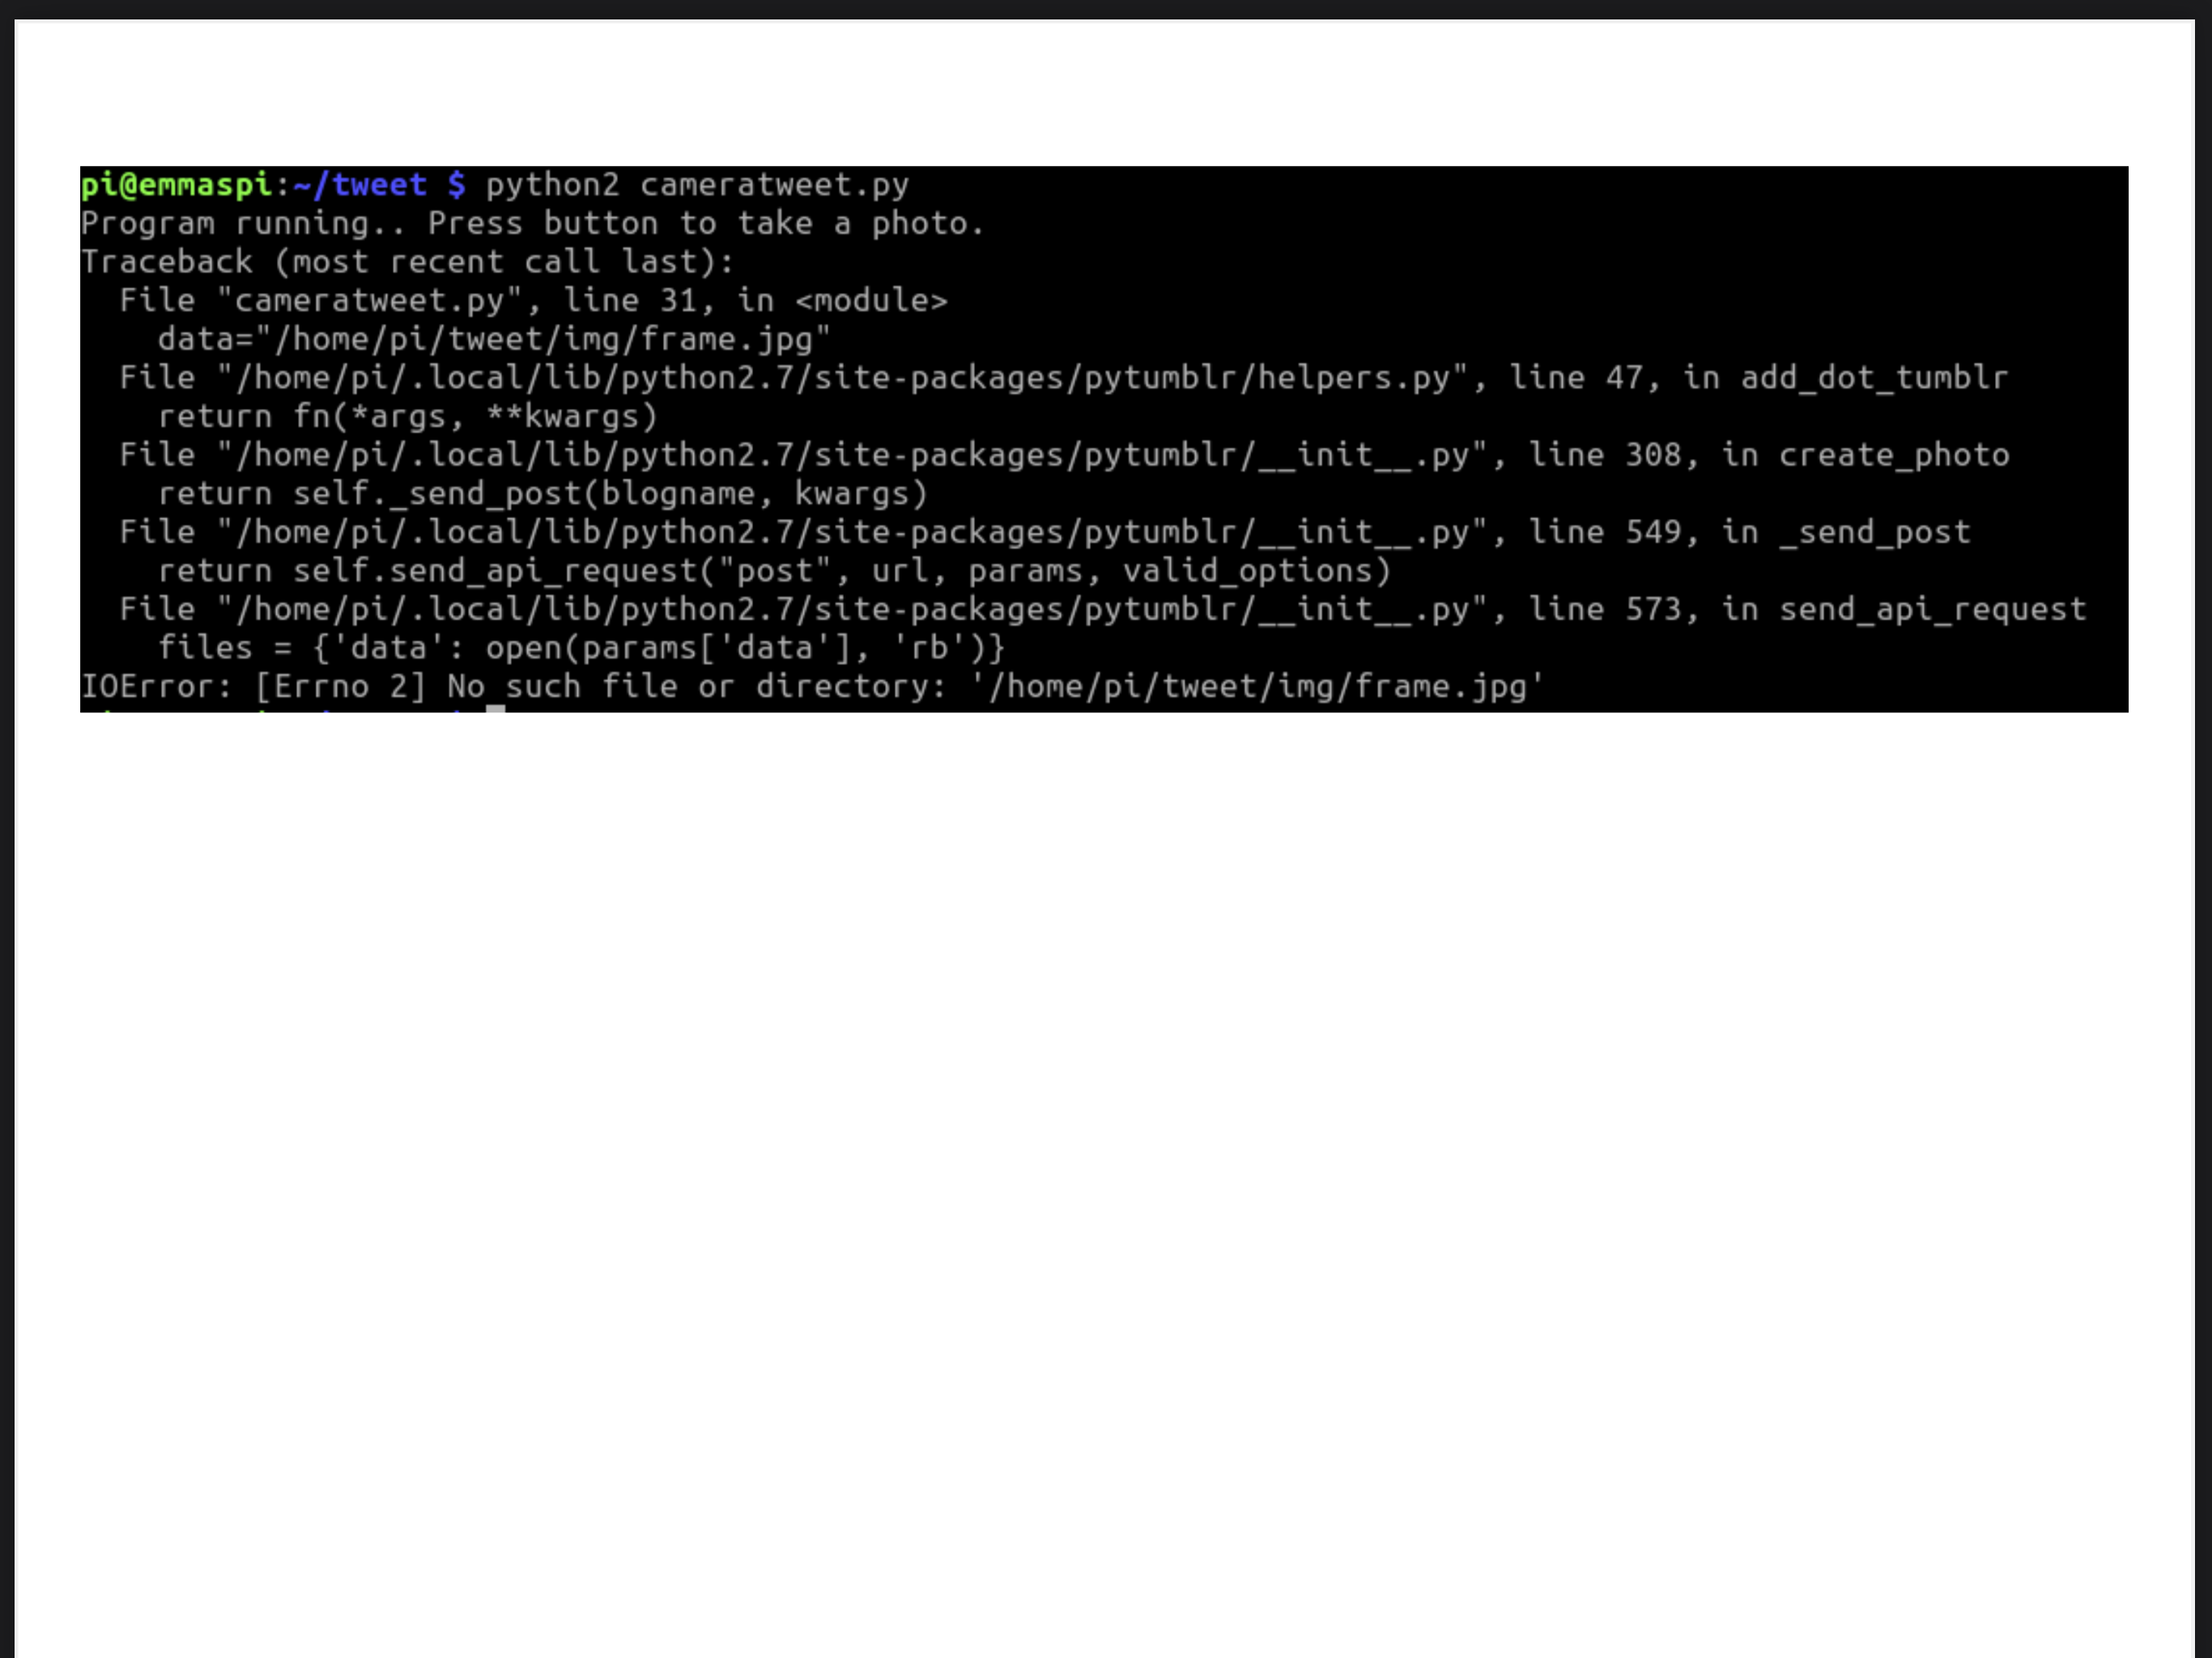 pi@emmaspi:~/tweet $ python2 cameratweet.py
Program running.. Press button to take a photo.
Traceback (most recent call last):
  File "cameratweet.py", line 31, in <module>
    data="/home/pi/tweet/img/frame.jpg"
  File "/home/pi/.local/lib/python2.7/site-packages/pytumblr/helpers.py", line 47, in add_dot_tumblr
    return fn(*args, **kwargs)
  File "/home/pi/.local/lib/python2.7/site-packages/pytumblr/__init__.py", line 308, in create_photo
    return self._send_post(blogname, kwargs)
  File "/home/pi/.local/lib/python2.7/site-packages/pytumblr/__init__.py", line 549, in _send_post
    return self.send_api_request("post", url, params, valid_options)
  File "/home/pi/.local/lib/python2.7/site-packages/pytumblr/__init__.py", line 573, in send_api_request
    files = {'data': open(params['data'], 'rb')}
IOError: [Errno 2] No such file or directory: '/home/pi/tweet/img/frame.jpg'